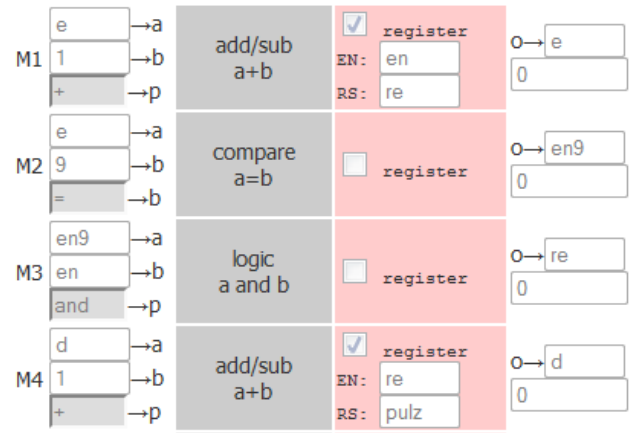 e →a
M1 1 →b
+ →p
add/sub
a+b
register
EN: en
RS: re
O→ e
0
e →a
M2 9 →b
= →b
compare
a=b
register
O→ en9
0
en9 →a
M3 en →b
and →p
logic
a and b
register
O→ re
0
d →a
M4 1 →b
+ →p
add/sub
a+b
register
EN: re
RS: pulz
O→ d
0